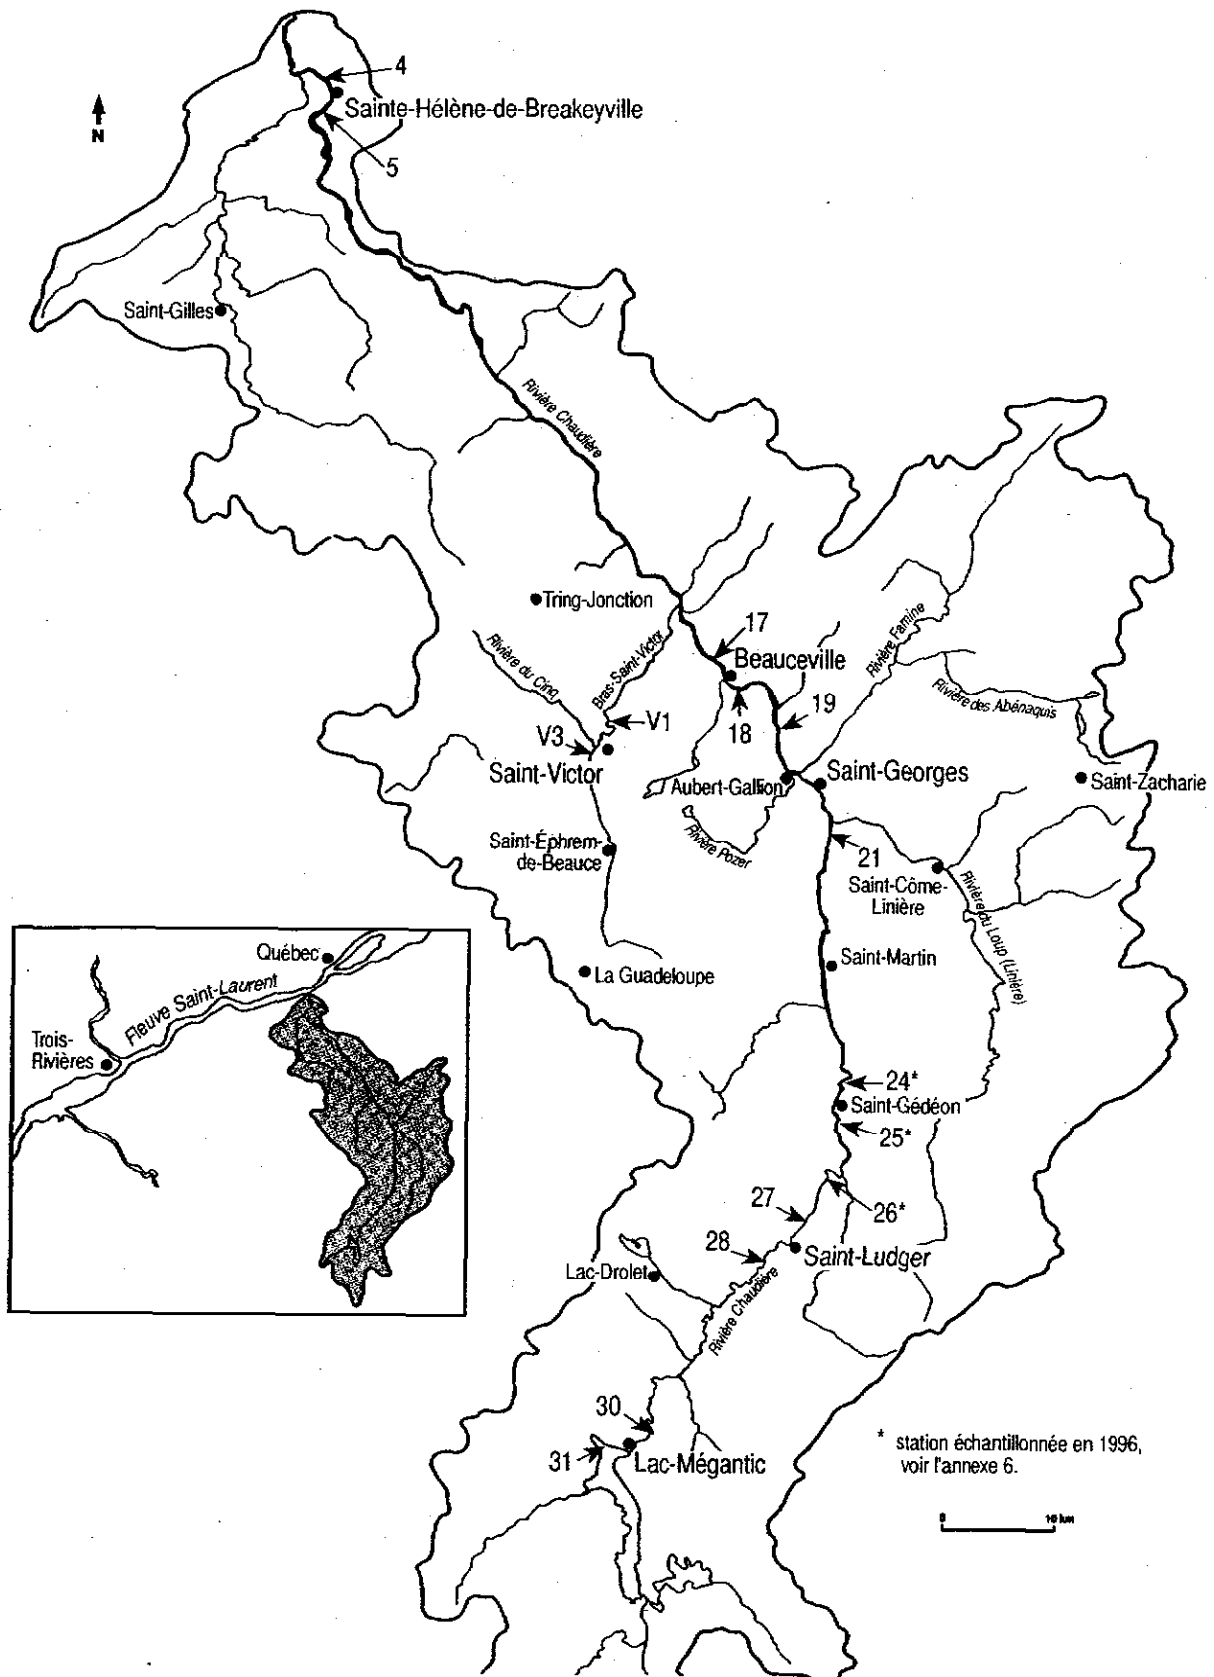 4
N
Sainte-Hélène-de-Breakeyville
5
Saint-Gilles
Rivière Chaudière
Tring-Jonction
17
Beauceville
Rivière Famine
Rivière du Cinq
Bras-Saint-Victor
Rivière des Abénaquis
19
V1
18
V3
Saint-Victor
Aubert-Gallion
Saint-Georges
Saint-Zacharie
Rivière Pozer
Saint-Éphrem-
de-Beauce
21
Saint-Côme-
Linière
Rivière du Loup (Linière)
Saint-Martin
La Guadeloupe
Québec
Fleuve Saint-Laurent
Trois-
Rivières
24*
Saint-Gédéon
25*
27
26*
28
Saint-Ludger
Lac-Drolet
Rivière Chaudière
30
31
Lac-Mégantic
* station échantillonnée en 1996,
voir l'annexe 6.
0 10 km